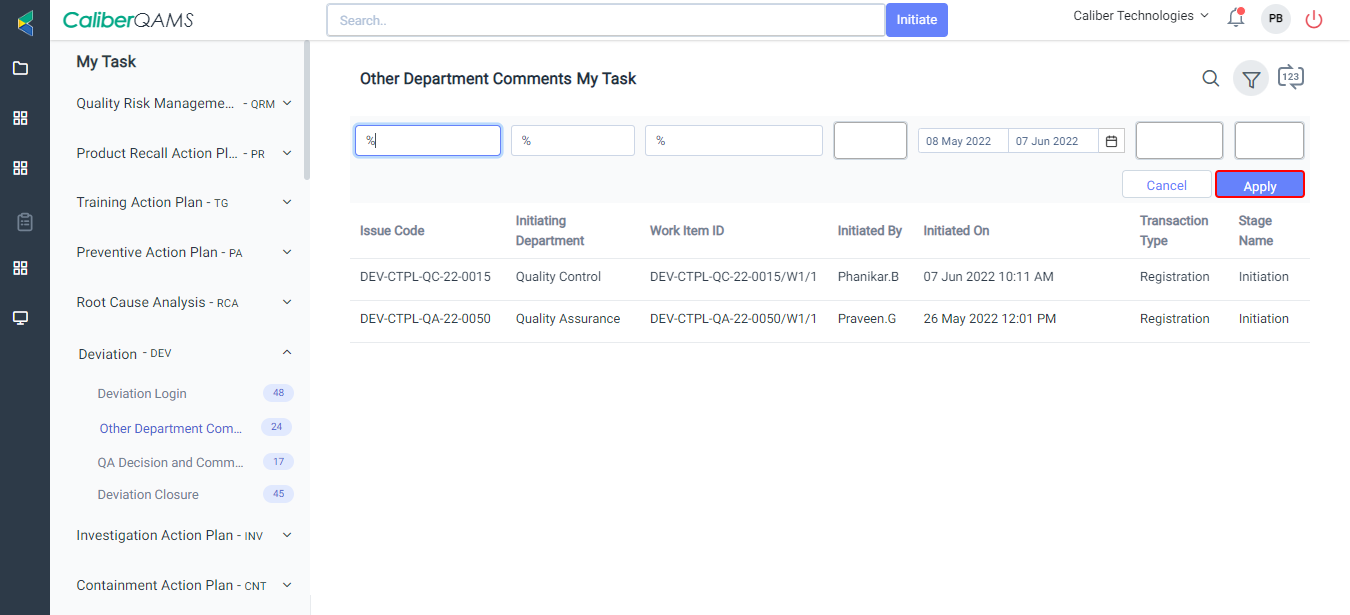 CaliberQAMS
Search..
Initiate
Caliber Technologies
PB
My Task
Quality Risk Manageme... - QRM
Product Recall Action Pl... - PR
Training Action Plan - TG
Preventive Action Plan - PA
Root Cause Analysis - RCA
Deviation - DEV
Deviation Login 48
Other Department Com... 24
QA Decision and Comm... 17
Deviation Closure 45
Investigation Action Plan - INV
Containment Action Plan - CNT
Other Department Comments My Task
123
% % % 08 May 2022 07 Jun 2022
Cancel Apply
Issue Code Initiating Department Work Item ID Initiated By Initiated On Transaction Type Stage Name
DEV-CTPL-QC-22-0015 Quality Control DEV-CTPL-QC-22-0015/W1/1 Phanikar.B 07 Jun 2022 10:11 AM Registration Initiation
DEV-CTPL-QA-22-0050 Quality Assurance DEV-CTPL-QA-22-0050/W1/1 Praveen.G 26 May 2022 12:01 PM Registration Initiation